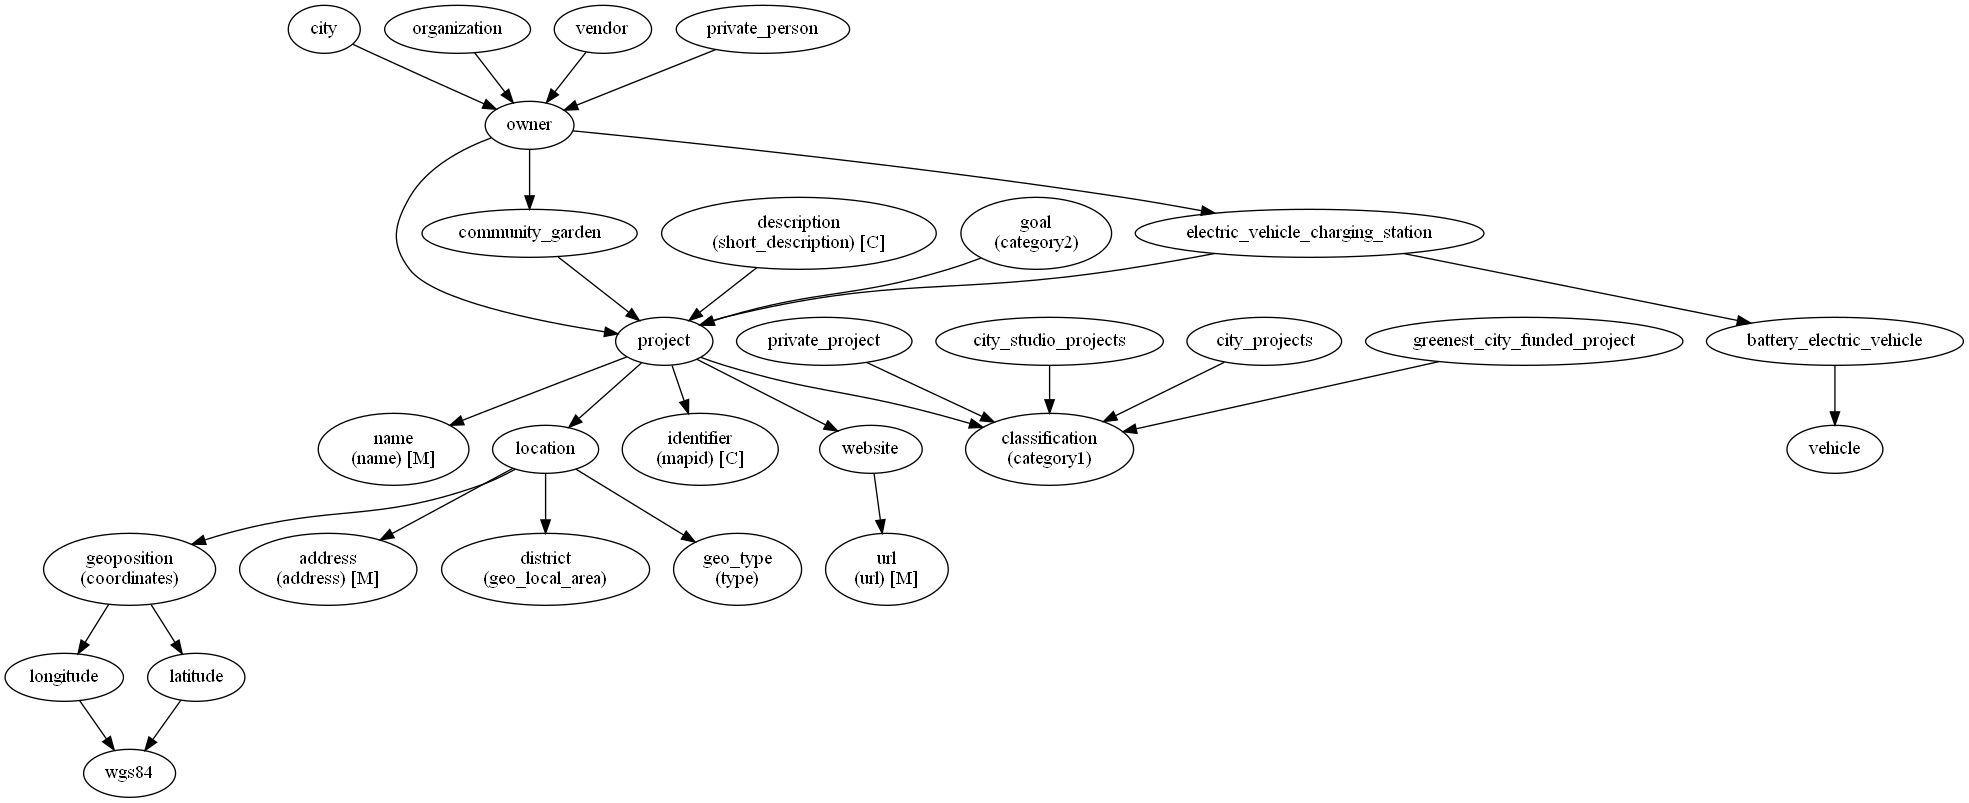 city
organization
vendor
private_person
owner
community_garden
description
(short_description) [C]
goal
(category2)
electric_vehicle_charging_station
project
private_project
city_studio_projects
city_projects
greenest_city_funded_project
battery_electric_vehicle
name
(name) [M]
location
identifier
(mapid) [C]
website
classification
(category1)
vehicle
geoposition
(coordinates)
address
(address) [M]
district
(geo_local_area)
geo_type
(type)
url
(url) [M]
longitude
latitude
wgs84